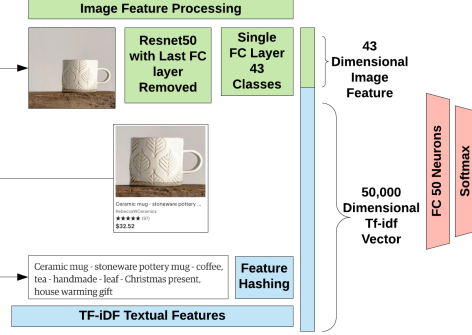 Image Feature Processing
Resnet50
with Last FC
layer
Removed
Single
FC Layer
43
Classes
43
Dimensional
Image
Feature
Ceramic mug - stoneware pottery ...
RebeccaWCeramics
★★★★★ (97)
$32.52
50,000
Dimensional
Tf-idf
Vector
FC 50 Neurons
Softmax
Ceramic mug - stoneware pottery mug - coffee,
tea - handmade - leaf - Christmas present,
house warming gift
Feature
Hashing
TF-iDF Textual Features